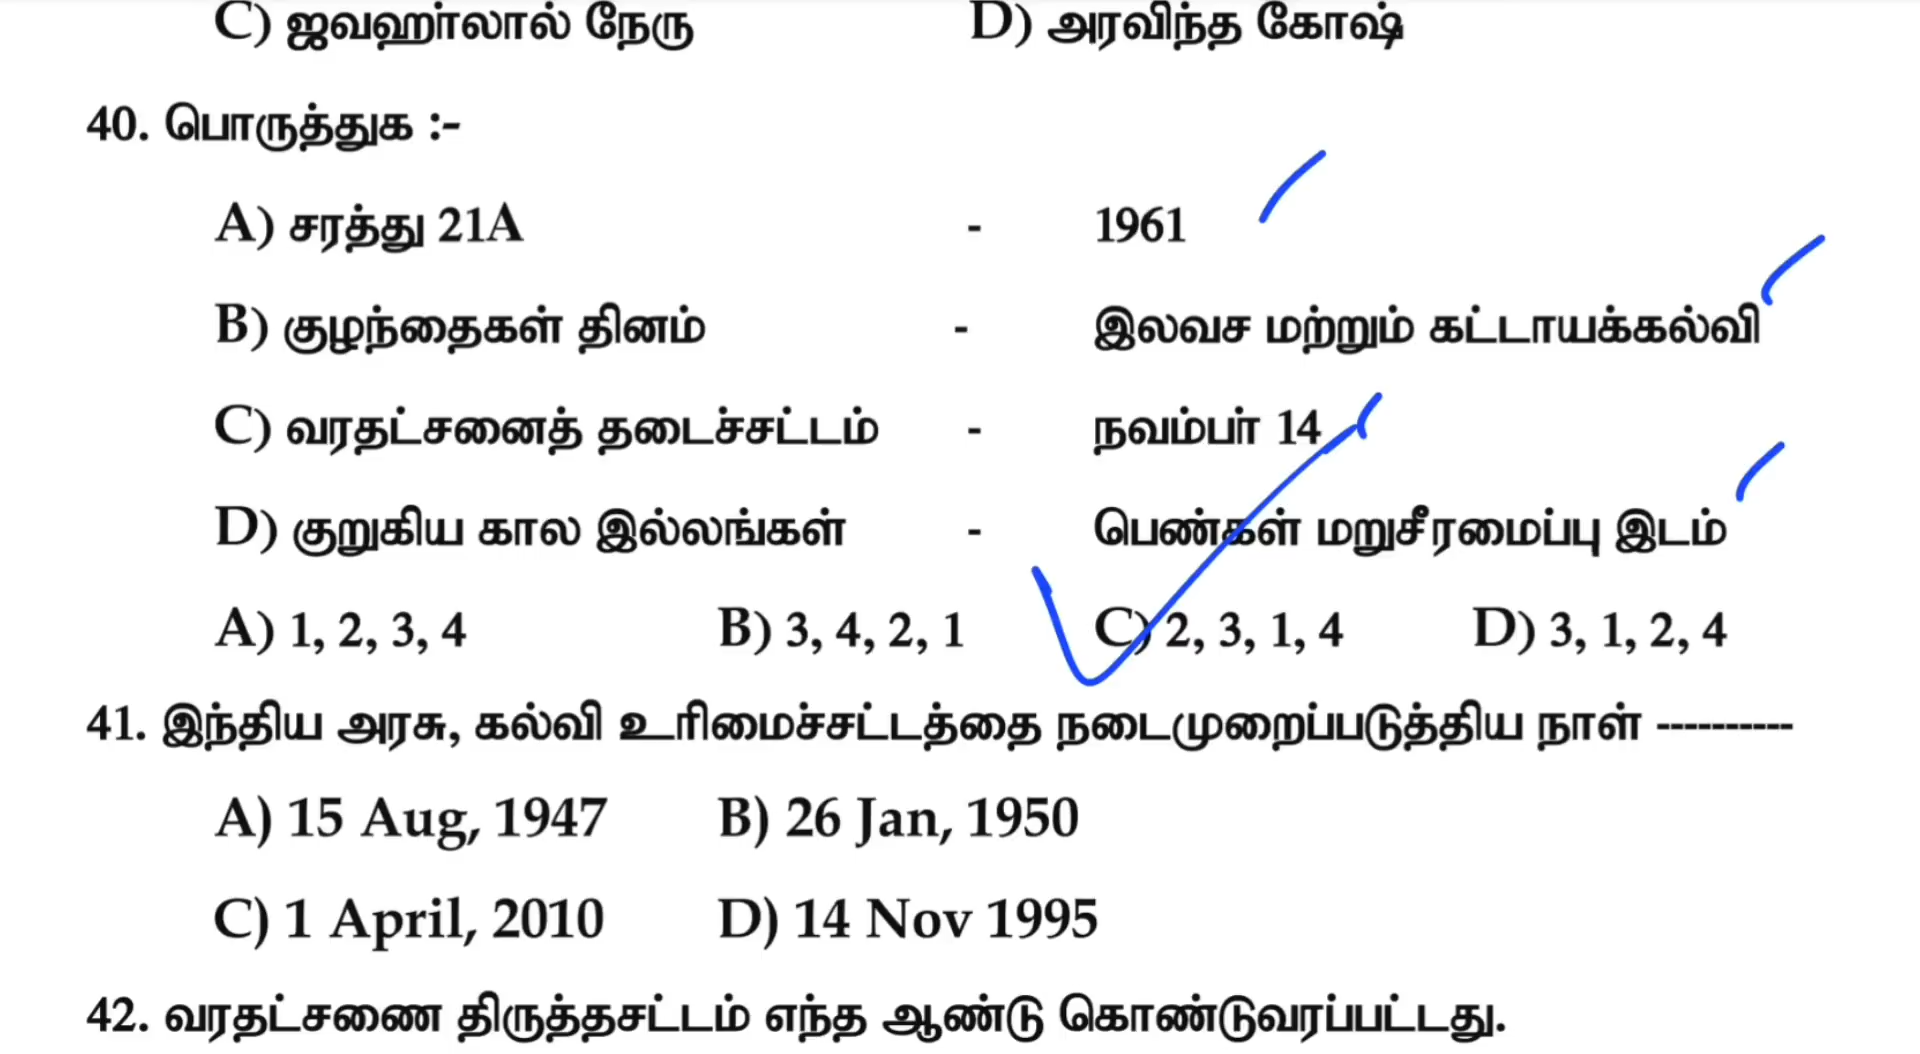 C) ஜவஹர்லால் நேரு D) அரவிந்த கோஷ்
40. பொருத்துக :-
A) சரத்து 21A - 1961
B) குழந்தைகள் தினம் - இலவச மற்றும் கட்டாயக்கல்வி
C) வரதட்சனைத் தடைச்சட்டம் - நவம்பர் 14
D) குறுகிய கால இல்லங்கள் - பெண்கள் மறுசீரமைப்பு இடம்
A) 1, 2, 3, 4 B) 3, 4, 2, 1 C) 2, 3, 1, 4 D) 3, 1, 2, 4
41. இந்திய அரசு, கல்வி உரிமைச்சட்டத்தை நடைமுறைப்படுத்திய நாள் ----------
A) 15 Aug, 1947 B) 26 Jan, 1950
C) 1 April, 2010 D) 14 Nov 1995
42. வரதட்சணை திருத்தசட்டம் எந்த ஆண்டு கொண்டுவரப்பட்டது.